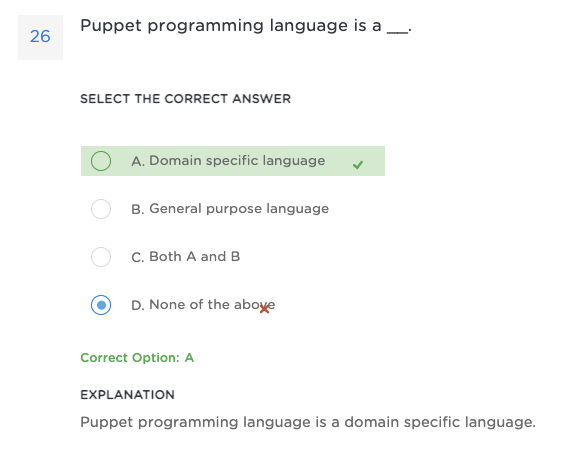 26
Puppet programming language is a __.
SELECT THE CORRECT ANSWER
A. Domain specific language
B. General purpose language
C. Both A and B
D. None of the above
Correct Option: A
EXPLANATION
Puppet programming language is a domain specific language.